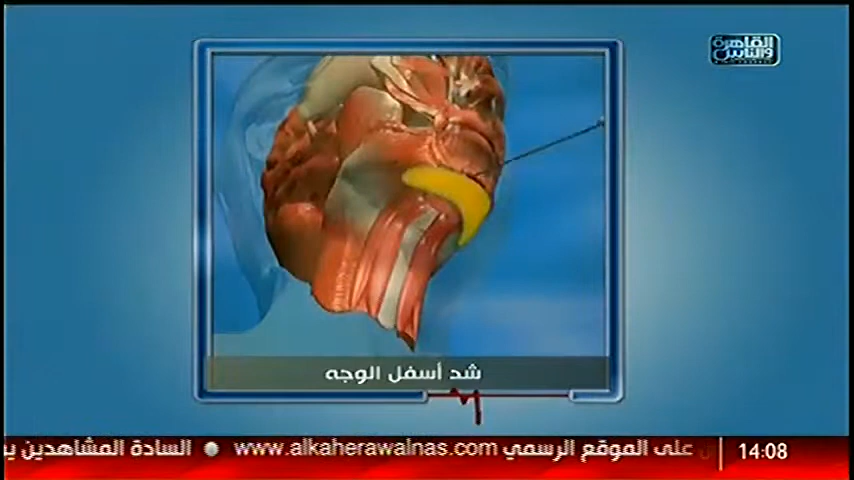 القاهرة
والناس
شد أسفل الوجه
على الموقع الرسمي www.alkaherawalnas.com السادة المشاهدين
14:08